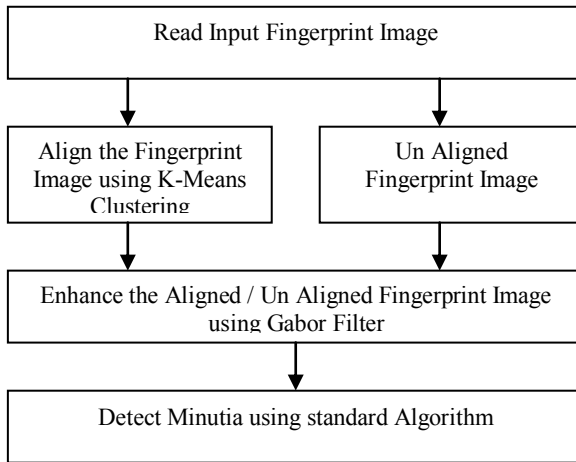 Read Input Fingerprint Image
Align the Fingerprint
Image using K-Means
Clustering
Un Aligned
Fingerprint Image
Enhance the Aligned / Un Aligned Fingerprint Image
using Gabor Filter
Detect Minutia using standard Algorithm